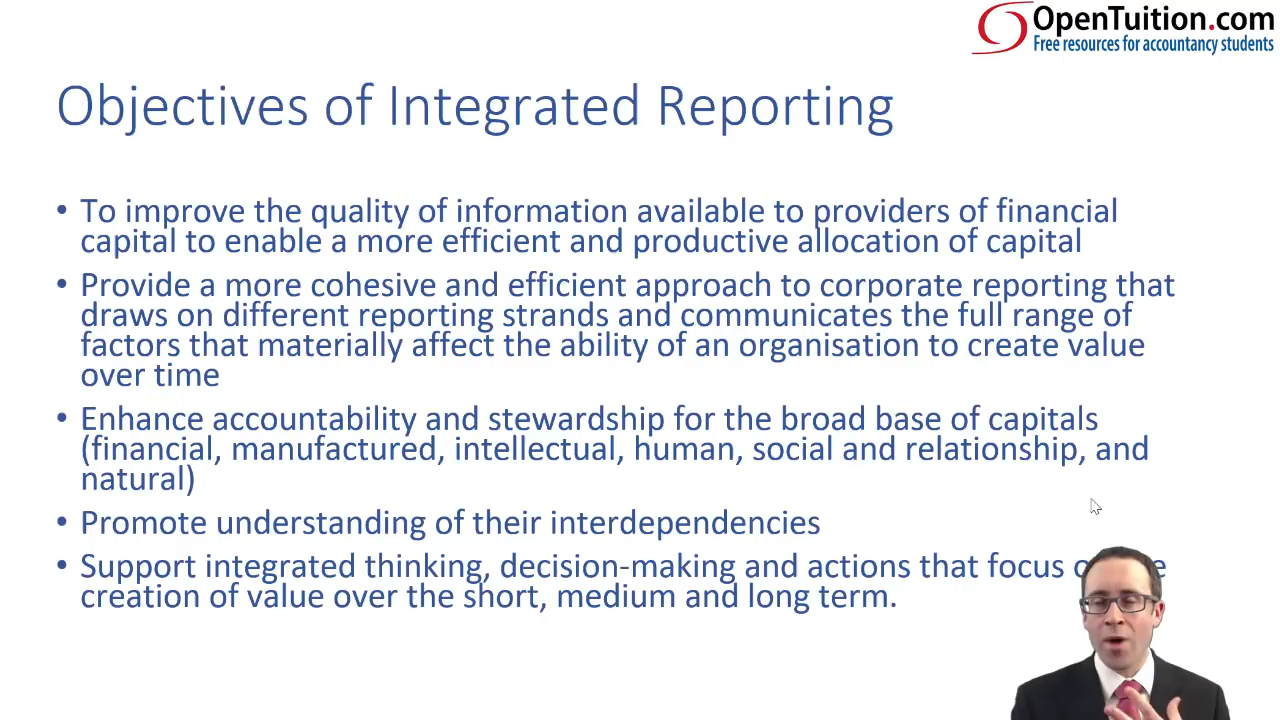 OpenTuition.com
Free resources for accountancy students
Objectives of Integrated Reporting
• To improve the quality of information available to providers of financial
capital to enable a more efficient and productive allocation of capital
• Provide a more cohesive and efficient approach to corporate reporting that
draws on different reporting strands and communicates the full range of
factors that materially affect the ability of an organisation to create value
over time
• Enhance accountability and stewardship for the broad base of capitals
(financial, manufactured, intellectual, human, social and relationship, and
natural)
• Promote understanding of their interdependencies
• Support integrated thinking, decision-making and actions that focus
creation of value over the short, medium and long term.